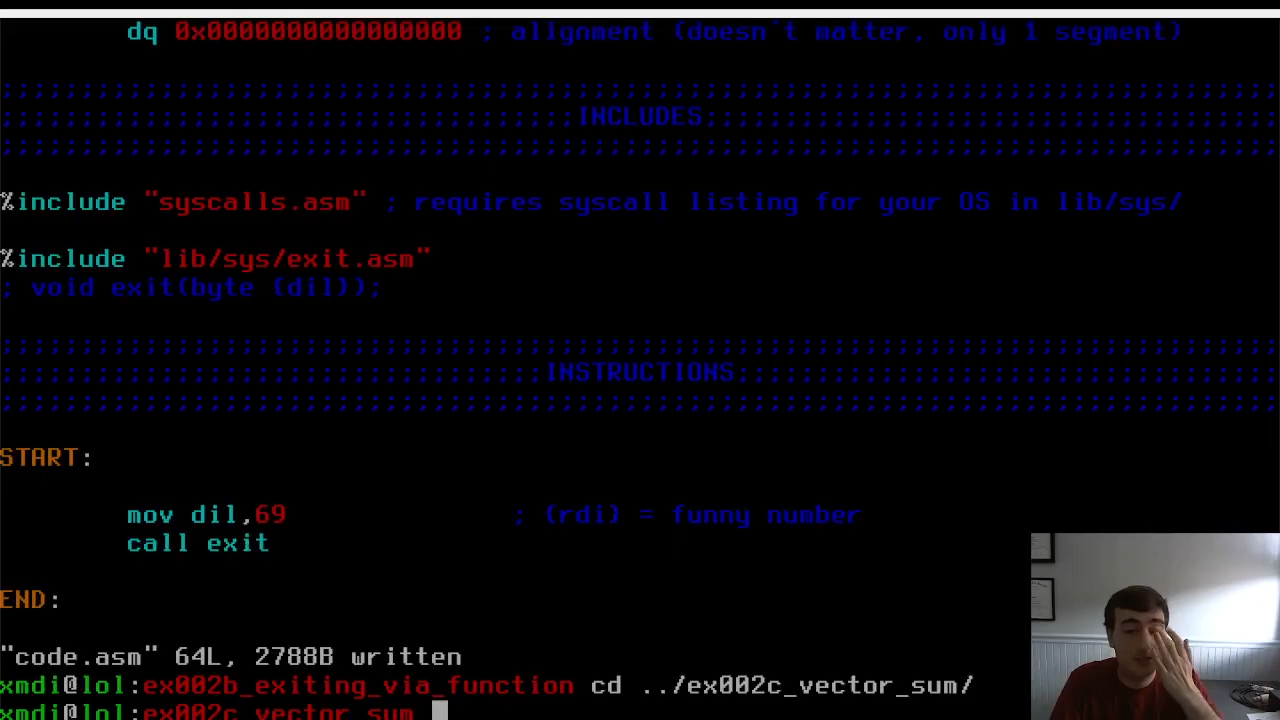 dq 0x0000000000000000 ; alignment (doesn't matter, only 1 segment)
;;;;;;;;;;;;;;;;;;;;;;;;;;;;;;;;;;;;;;;;;;;;;;;;;;;;;;;;;;;;;;;;;;;;;;;;;;;;;;;;
;;;;;;;;;;;;;;;;;;;;;;;;;;;;;;;;;;;;INCLUDES;;;;;;;;;;;;;;;;;;;;;;;;;;;;;;;;;;;;
;;;;;;;;;;;;;;;;;;;;;;;;;;;;;;;;;;;;;;;;;;;;;;;;;;;;;;;;;;;;;;;;;;;;;;;;;;;;;;;;
%include "syscalls.asm" ; requires syscall listing for your OS in lib/sys/
%include "lib/sys/exit.asm"
; void exit(byte {dil});
;;;;;;;;;;;;;;;;;;;;;;;;;;;;;;;;;;;;;;;;;;;;;;;;;;;;;;;;;;;;;;;;;;;;;;;;;;;;;;;;
;;;;;;;;;;;;;;;;;;;;;;;;;;;;;;;;;;INSTRUCTIONS;;;;;;;;;;;;;;;;;;;;;;;;;;;;;;;;;;
;;;;;;;;;;;;;;;;;;;;;;;;;;;;;;;;;;;;;;;;;;;;;;;;;;;;;;;;;;;;;;;;;;;;;;;;;;;;;;;;
START:
mov dil,69 ; {rdi} = funny number
call exit
END:
"code.asm" 64L, 2788B written
xmdi@lol:ex002b_exiting_via_function cd ../ex002c_vector_sum/
xmdi@lol:ex002c_vector_sum